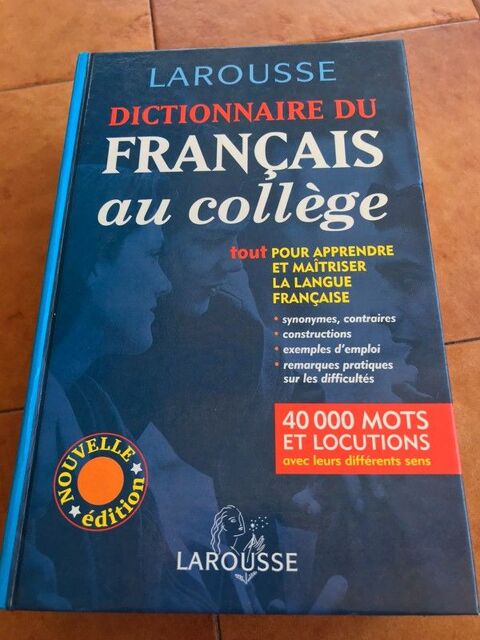 LAROUSSE
DICTIONNAIRE DU
FRANÇAIS
au collège
tout POUR APPRENDRE
ET MAÎTRISER
LA LANGUE
FRANÇAISE
• synonymes, contraires
• constructions
• exemples d'emploi
• remarques pratiques
sur les difficultés
40 000 MOTS
ET LOCUTIONS
avec leurs différents sens
NOUVELLE
édition
LAROUSSE